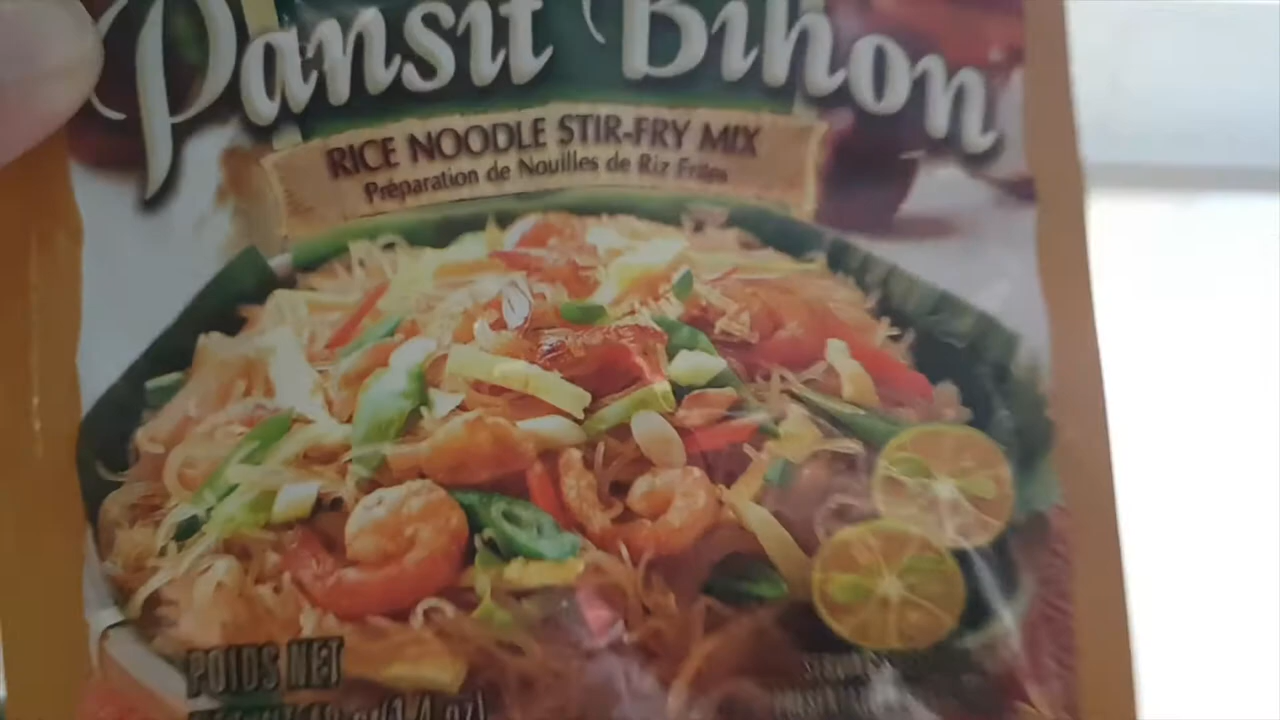 Pansit Bihon
RICE NOODLE STIR-FRY MIX
Préparation de Nouilles de Riz Frites
POIDS NET